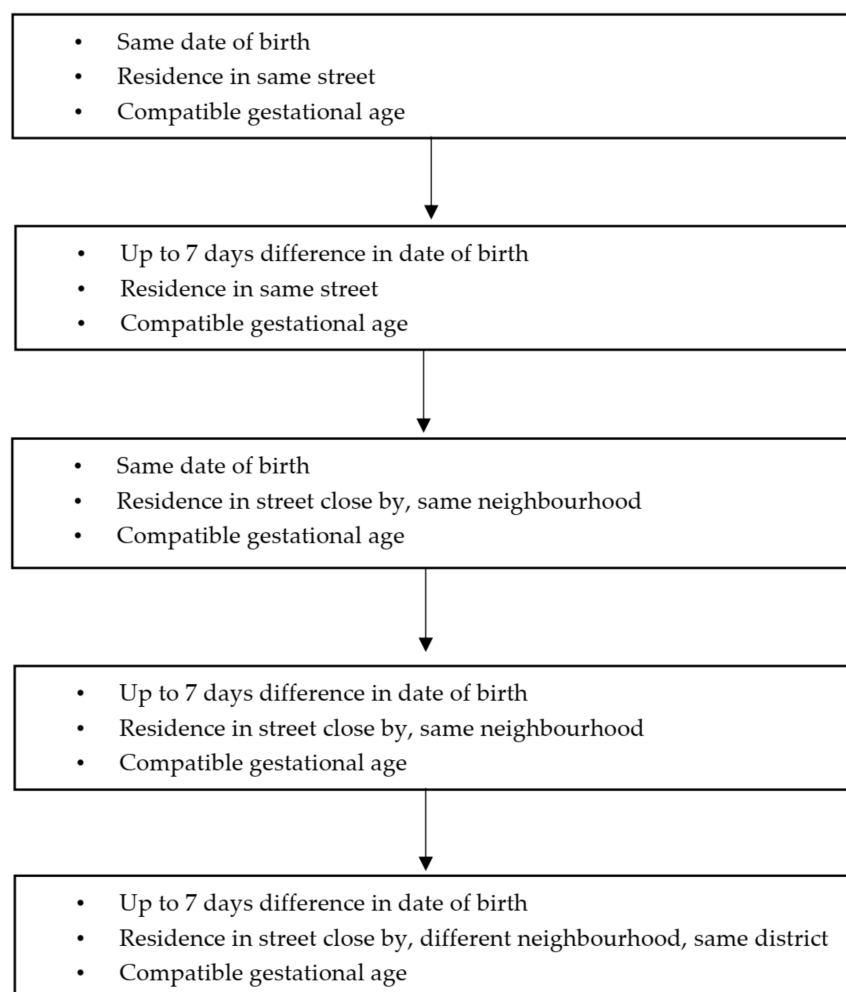 • Same date of birth
• Residence in same street
• Compatible gestational age
• Up to 7 days difference in date of birth
• Residence in same street
• Compatible gestational age
• Same date of birth
• Residence in street close by, same neighbourhood
• Compatible gestational age
• Up to 7 days difference in date of birth
• Residence in street close by, same neighbourhood
• Compatible gestational age
• Up to 7 days difference in date of birth
• Residence in street close by, different neighbourhood, same district
• Compatible gestational age